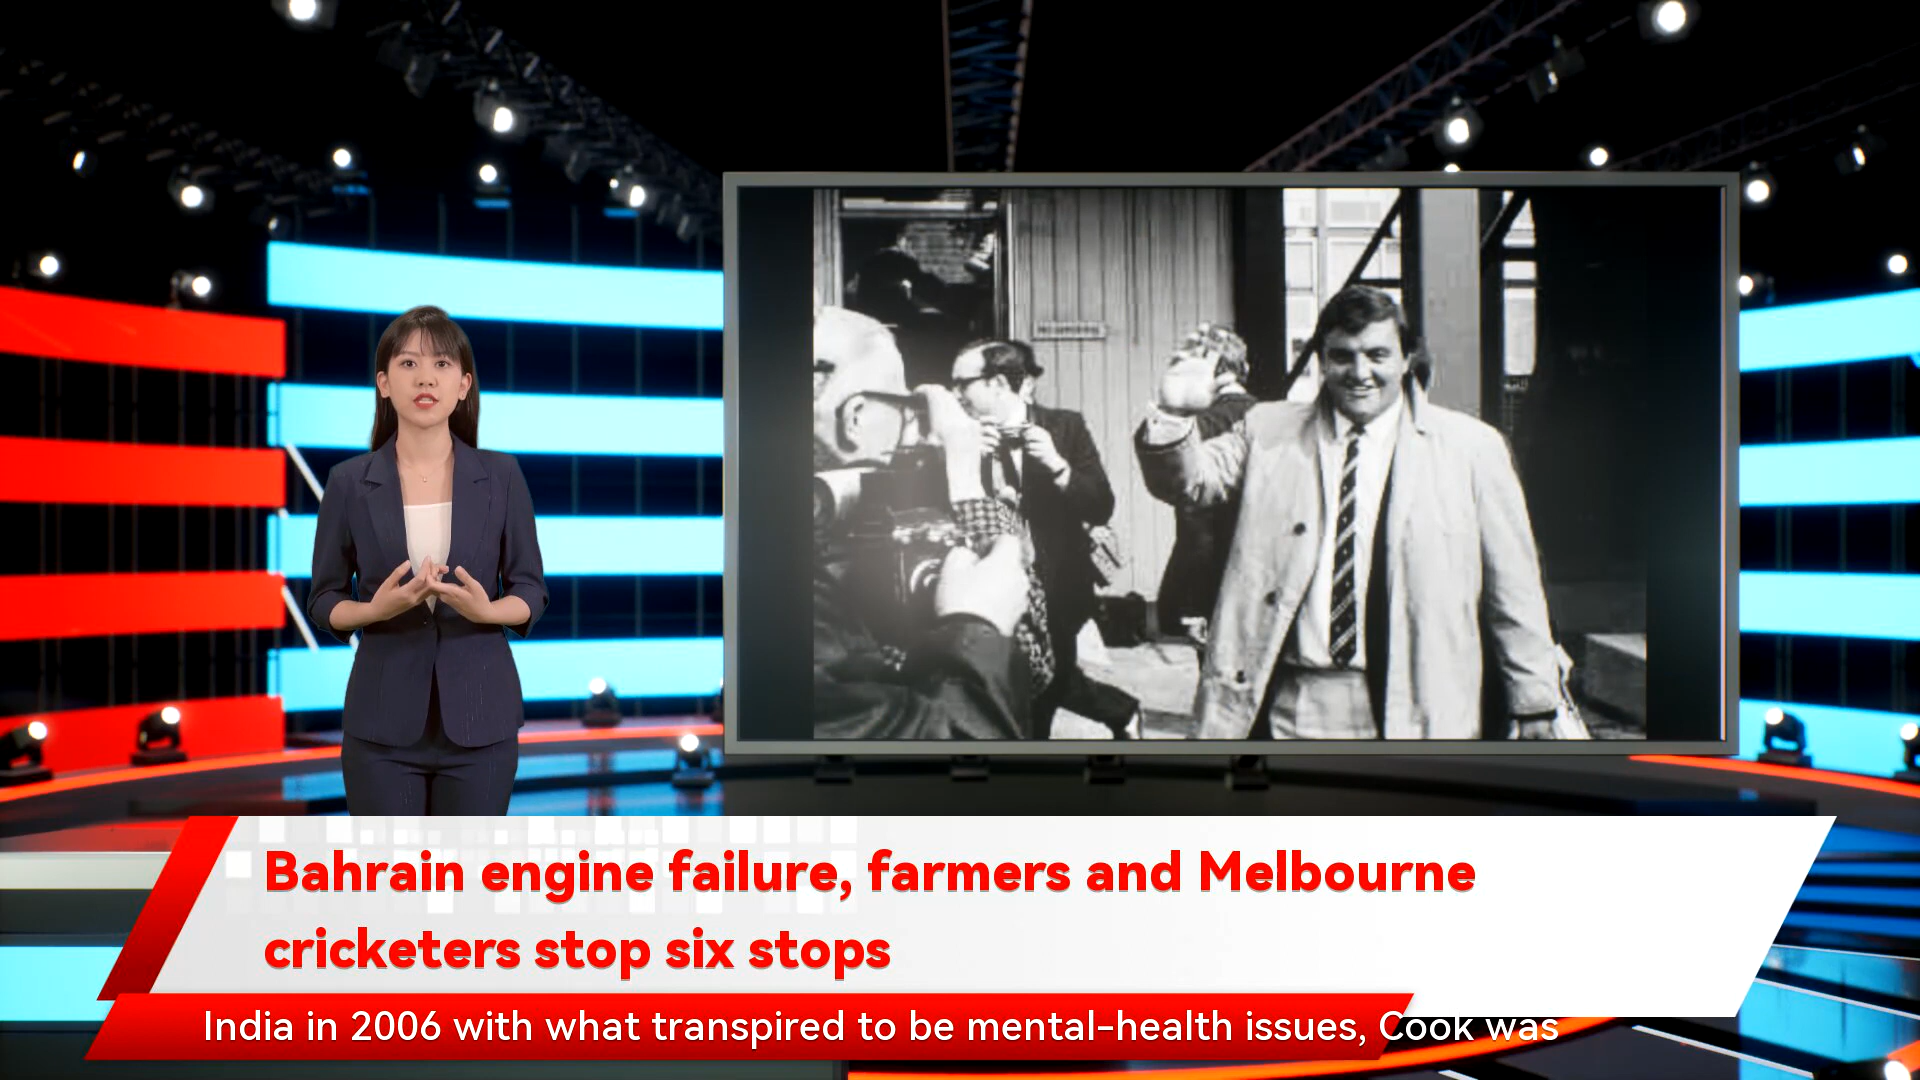 Bahrain engine failure, farmers and Melbourne
cricketers stop six stops
India in 2006 with what transpired to be mental-health issues, Cook was